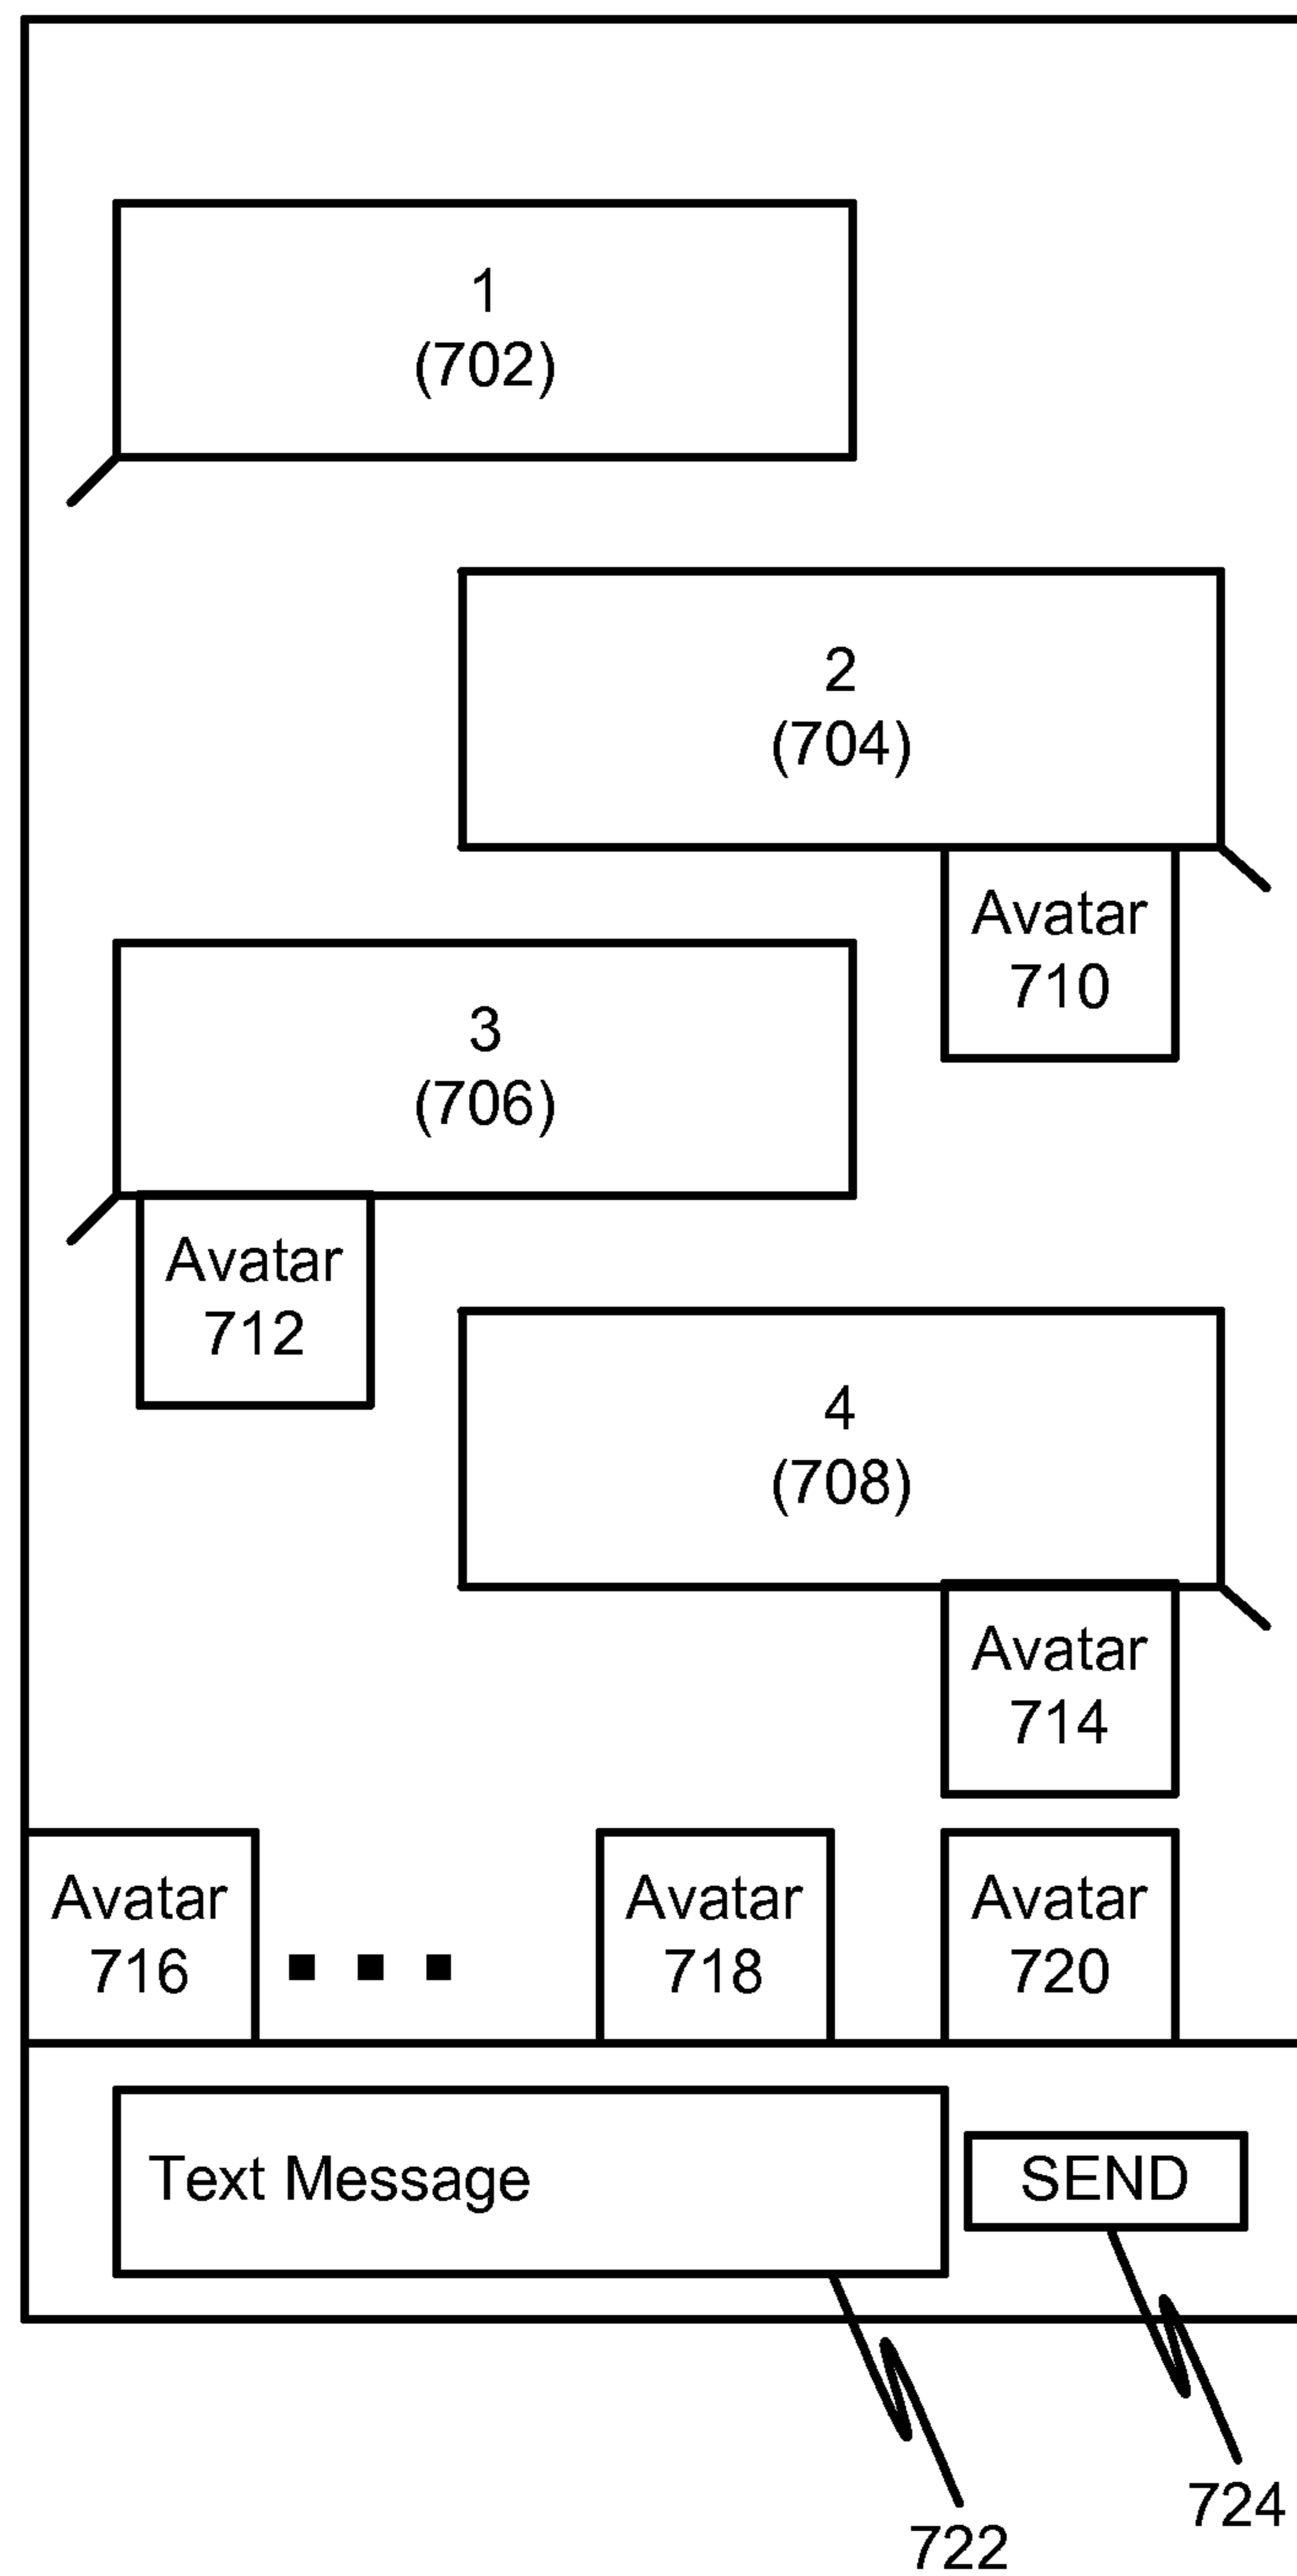 1
(702)
2
(704)
Avatar
710
3
(706)
Avatar
712
4
(708)
Avatar
714
Avatar
716
Avatar
718
Avatar
720
Text Message
SEND
724
722